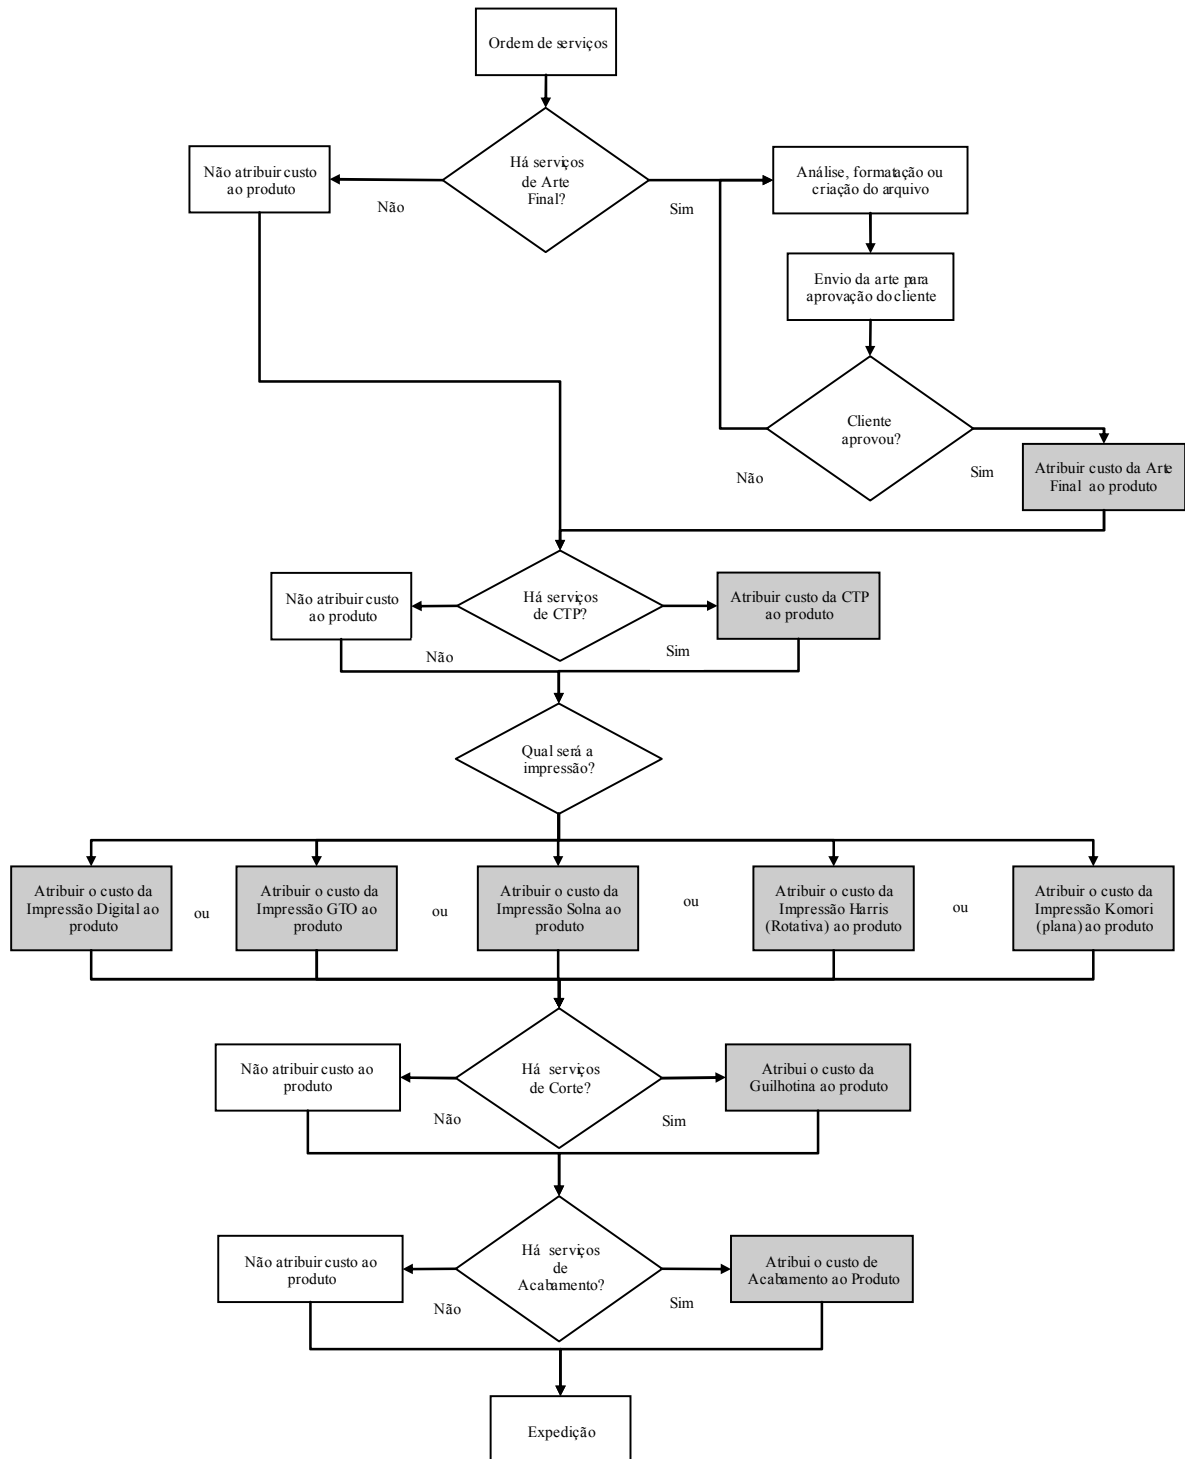 Ordem de serviços
Há serviços
de Arte
Final?
Não atribuir custo
ao produto
Não
Sim
Análise, formatação ou
criação do arquivo
Envio da arte para
aprovação do cliente
Cliente
aprovou?
Não
Sim
Atribuir custo da Arte
Final ao produto
Não atribuir custo
ao produto
Há serviços
de CTP?
Atribuir custo da CTP
ao produto
Não
Sim
Qual será a
impressão?
Atribuir o custo da
Impressão Digital ao
produto
ou
Atribuir o custo da
Impressão GTO ao
produto
ou
Atribuir o custo da
Impressão Solna ao
produto
ou
Atribuir o custo da
Impressão Harris
(Rotativa) ao produto
ou
Atribuir o custo da
Impressão Komori
(plana) ao produto
Não atribuir custo ao
produto
Há serviços
de Corte?
Atribui o custo da
Guilhotina ao produto
Não
Sim
Não atribuir custo ao
produto
Há serviços
de
Acabamento?
Atribui o custo de
Acabamento ao Produto
Não
Sim
Expedição